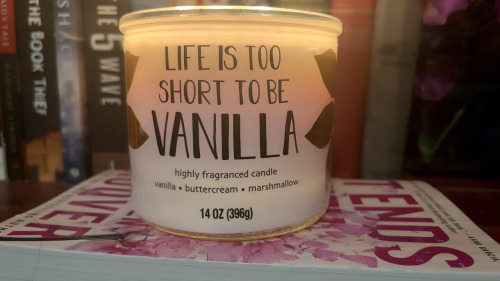 LIFE IS TOO
SHORT TO BE
VANILLA
highly fragranced candle
vanilla • buttercream • marshmallow
14 OZ (396g)
THE BOOK THIEF
THE 5TH WAVE